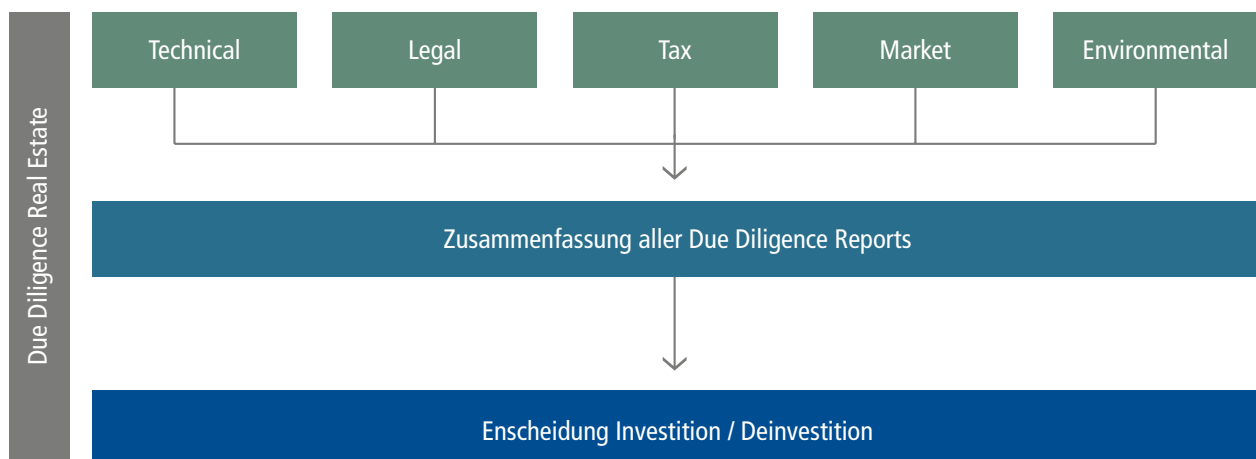 Due Diligence Real Estate
Technical
Legal
Tax
Market
Environmental
Zusammenfassung aller Due Diligence Reports
Enscheidung Investition / Deinvestition